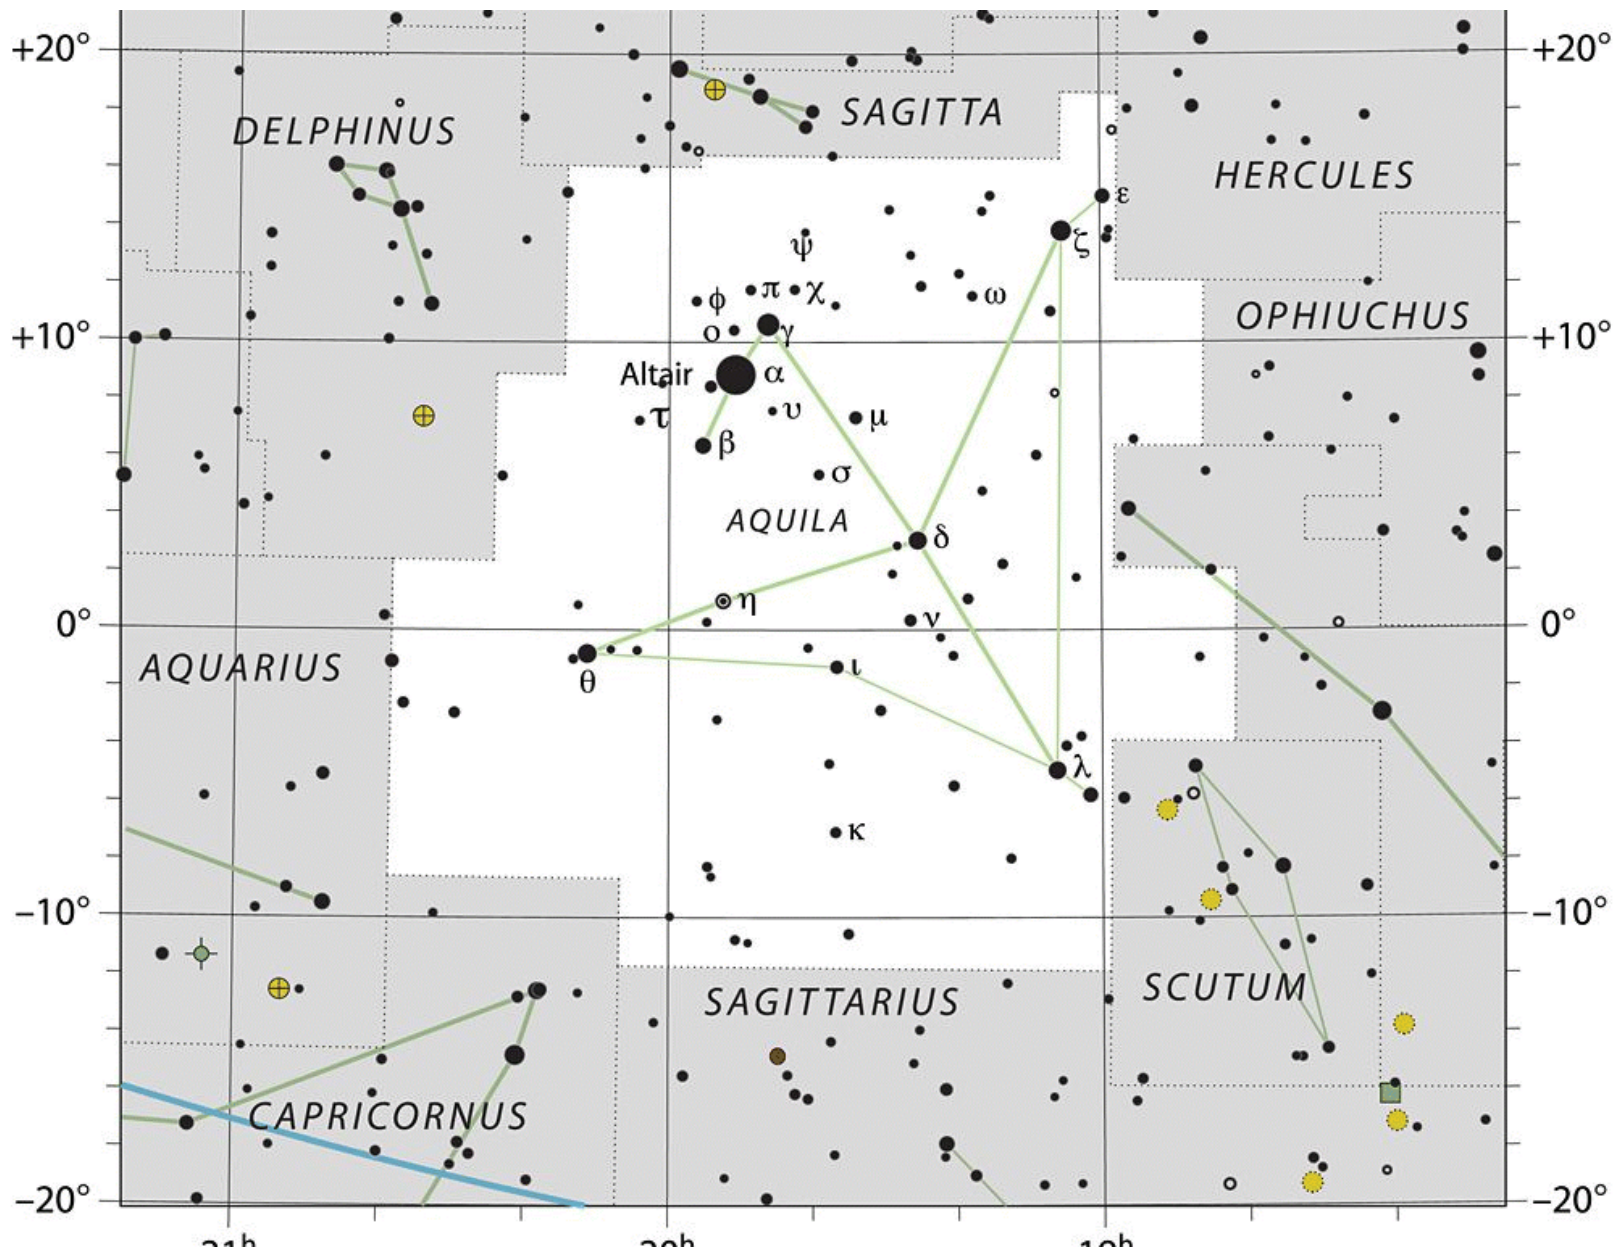 +20° +20°
SAGITTA
DELPHINUS
HERCULES
ε
ζ
ψ
π χ
ω
ϕ
OPHIUCHUS
ο γ
+10° +10°
Altair α
υ
τ μ
β
σ
AQUILA
δ
η
ν
0° 0°
AQUARIUS
ι
θ
λ
κ
−10° −10°
SCUTUM
SAGITTARIUS
CAPRICORNUS
−20° −20°